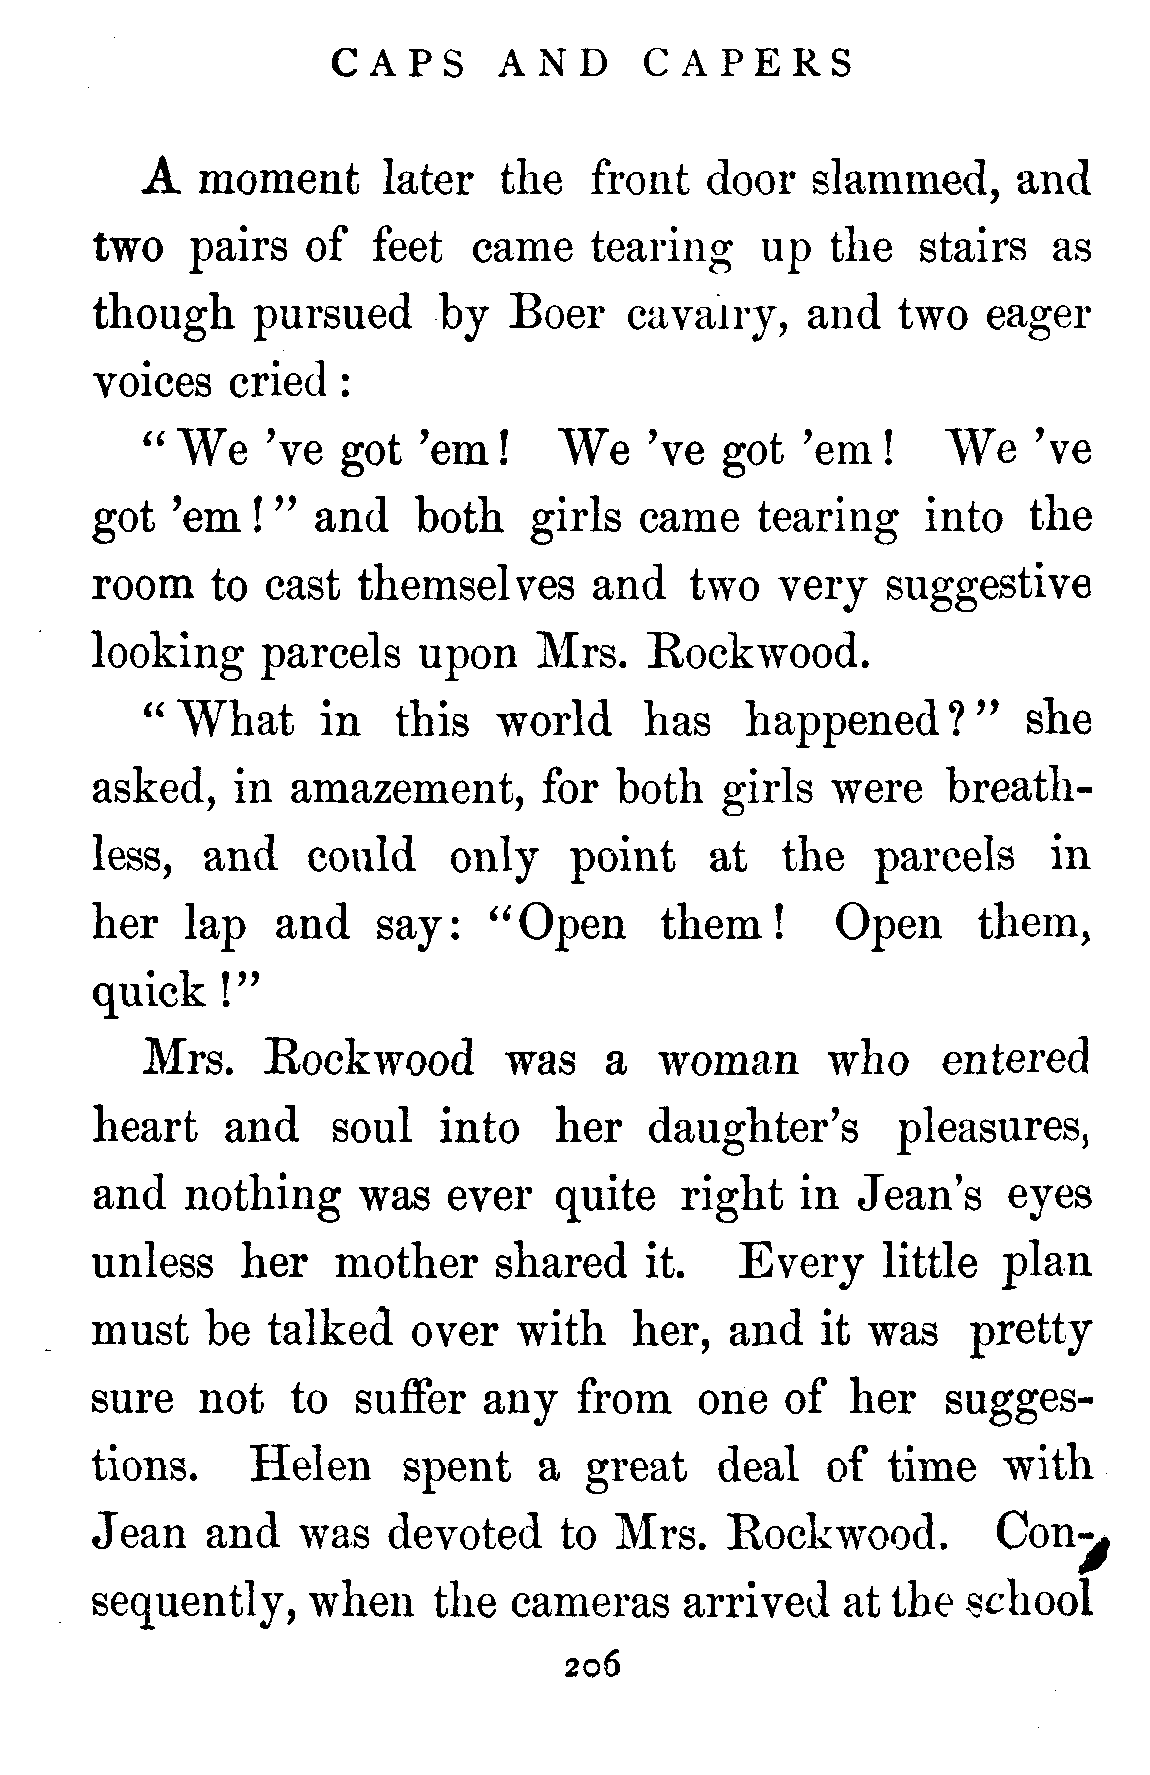 CAPS AND CAPERS
A moment later the front door slammed, and
two pairs of feet came tearing up the stairs as
though pursued by Boer cavalry, and two eager
voices cried :
“ We ’ve got ’em ! We ’ve got ’em ! We ’ve
got ’em ! ” and both girls came tearing into the
room to cast themselves and two very suggestive
looking parcels upon Mrs. Rockwood.
“ What in this world has happened ? ” she
asked, in amazement, for both girls were breath-
less, and could only point at the parcels in
her lap and say : “Open them ! Open them,
quick !”
Mrs. Rockwood was a woman who entered
heart and soul into her daughter’s pleasures,
and nothing was ever quite right in Jean’s eyes
unless her mother shared it. Every little plan
must be talked over with her, and it was pretty
sure not to suffer any from one of her sugges-
tions. Helen spent a great deal of time with
Jean and was devoted to Mrs. Rockwood. Con-
sequently, when the cameras arrived at the school
206